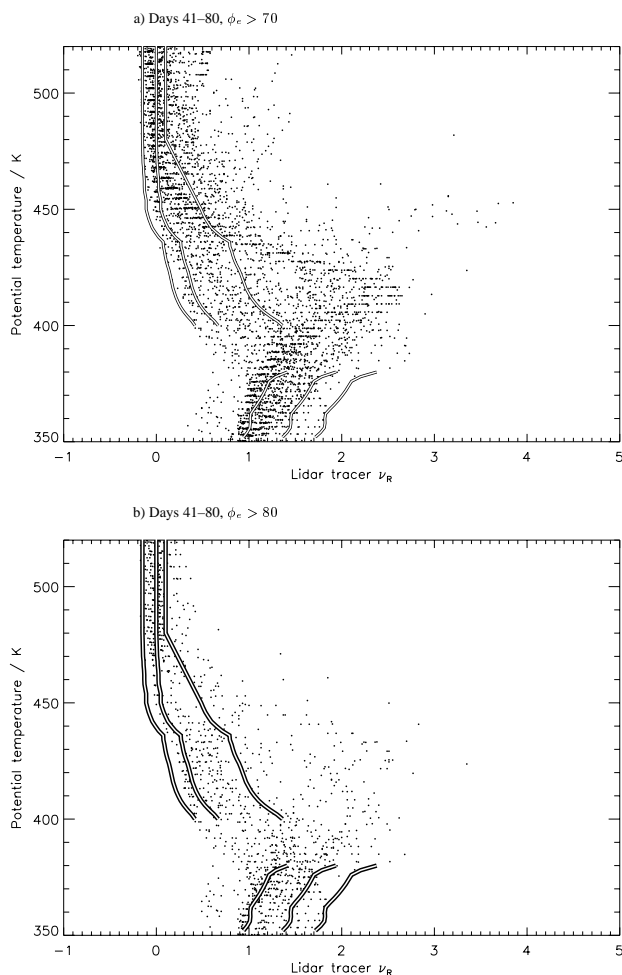 a) Days 41–80, ϕe > 70
500
450
400
350
Potential temperature / K
−1 0 1 2 3 4 5
Lidar tracer νR
b) Days 41–80, ϕe > 80
500
450
400
350
Potential temperature / K
−1 0 1 2 3 4 5
Lidar tracer νR